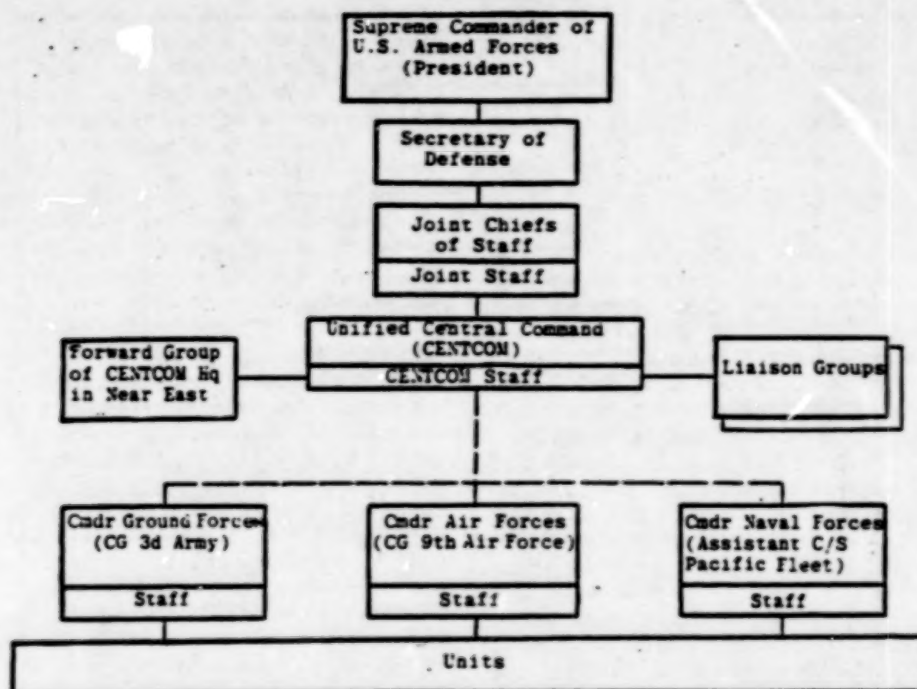 Supreme Commander of
U.S. Armed Forces
(President)
Secretary of
Defense
Joint Chiefs
of Staff
Joint Staff
Unified Central Command
(CENTCOM)
CENTCOM Staff
Forward Group
of CENTCOM Hq
in Near East
Liaison Groups
Cmdr Ground Forces
(CG 3d Army)
Staff
Cmdr Air Forces
(CG 9th Air Force)
Staff
Cmdr Naval Forces
(Assistant C/S
Pacific Fleet)
Staff
Units